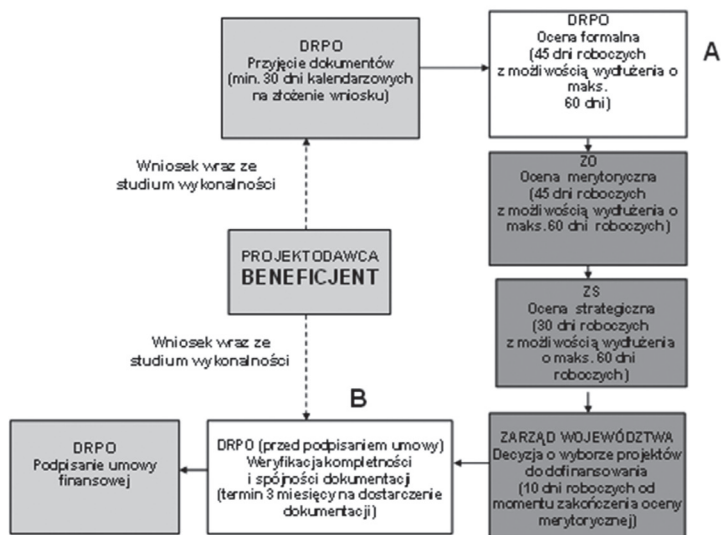 DRPO
Przyjęcie dokumentów
(min. 30 dni kalendarzowych
na złożenie wniosku)
DRPO
Ocena formalna
(45 dni roboczych
z możliwością wydłużenia o
maks.
60 dni)
A
Wniosek wraz ze
studium wykonalności
ZO
Ocena merytoryczna
(45 dni roboczych
z możliwością wydłużenia o
maks. 60 dni roboczych)
PROJEKTODAWCA
BENEFICJENT
ZS
Ocena strategiczna
(30 dni roboczych
z możliwością wydłużenia
o maks. 60 dni
roboczych)
Wniosek wraz ze
studium wykonalności
B
DRPO
Podpisanie umowy
finansowej
DRPO (przed podpisaniem umowy)
Weryfikacja kompletności
i spójności dokumentacji
(termin 3 miesięcy na dostarczenie
dokumentacji)
ZARZĄD WOJEWÓDZTWA
Decyzja o wyborze projektów
do dofinansowania
(10 dni roboczych od
momentu zakończenia oceny
merytorycznej)